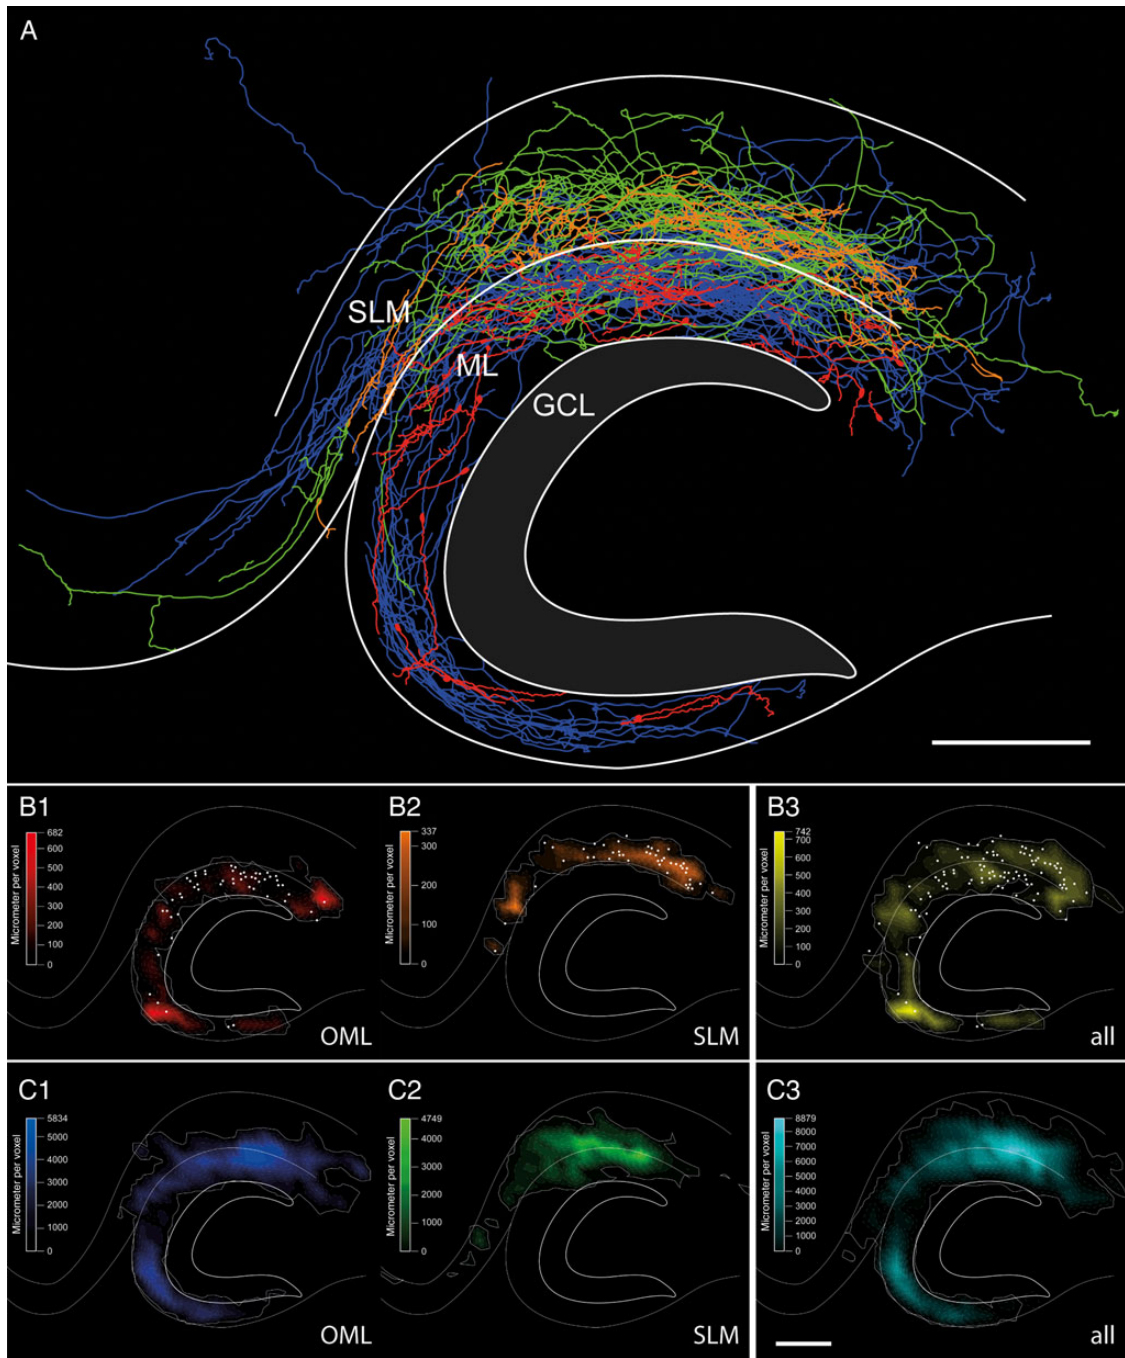 A
SLM
ML
GCL
B1
Micrometer per voxel
682
600
500
400
300
200
100
0
OML
B2
Micrometer per voxel
337
300
200
100
0
SLM
B3
Micrometer per voxel
742
700
600
500
400
300
200
100
0
all
C1
Micrometer per voxel
5834
5000
4000
3000
2000
1000
0
OML
C2
Micrometer per voxel
4749
4000
3000
2000
1000
0
SLM
C3
Micrometer per voxel
8879
8000
7000
6000
5000
4000
3000
2000
1000
0
all